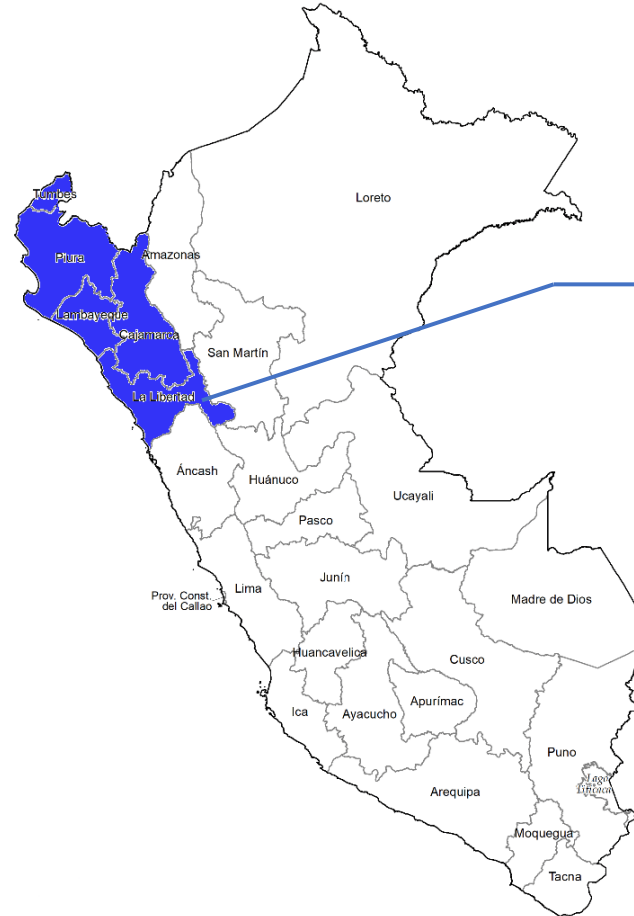 Loreto
Tumbes
Amazonas
Piura
Lambayeque
Cajamarca
San Martín
La Libertad
Áncash
Huánuco
Ucayali
Pasco
Junín
Lima
Prov. Const.
del Callao
Madre de Dios
Huancavelica
Cusco
Apurímac
Ica
Ayacucho
Puno
Lago
Titicaca
Arequipa
Moquegua
Tacna